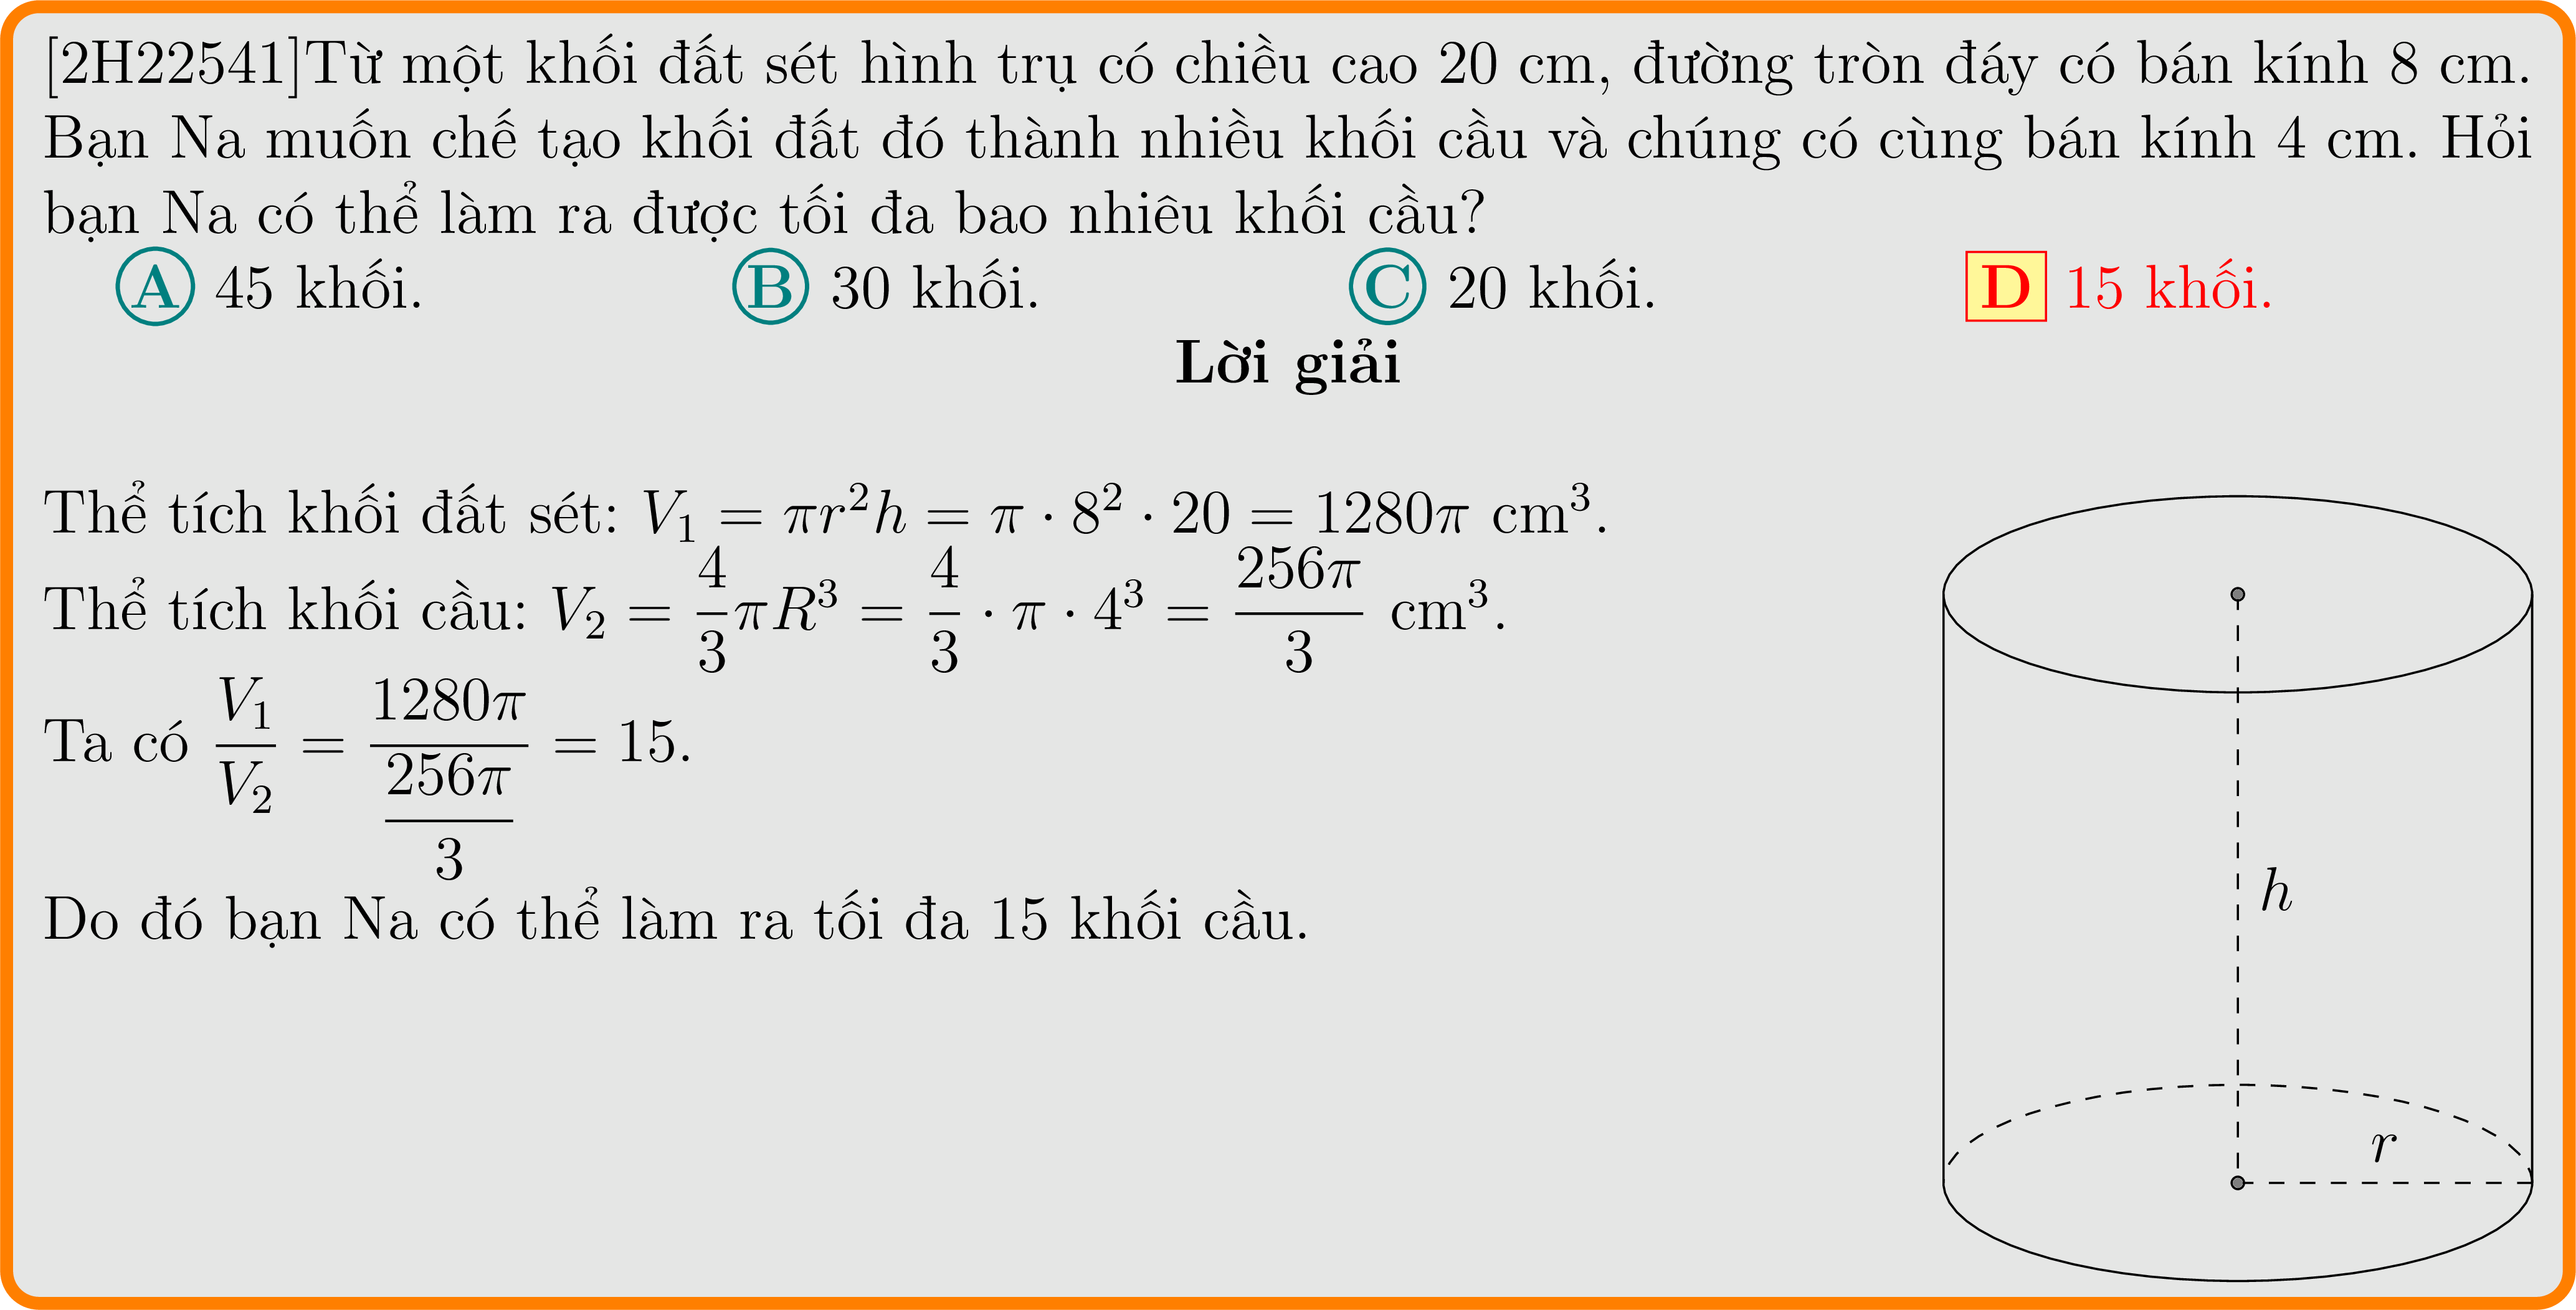 [2H22541]Từ một khối đất sét hình trụ có chiều cao 20 cm, đường tròn đáy có bán kính 8 cm.
Bạn Na muốn chế tạo khối đất đó thành nhiều khối cầu và chúng có cùng bán kính 4 cm. Hỏi
bạn Na có thể làm ra được tối đa bao nhiêu khối cầu?
A 45 khối. B 30 khối. C 20 khối. D 15 khối.
Lời giải
Thể tích khối đất sét: $V_1 = \pi r^2 h = \pi \cdot 8^2 \cdot 20 = 1280\pi$ cm$^3$.
Thể tích khối cầu: $V_2 = \dfrac{4}{3}\pi R^3 = \dfrac{4}{3} \cdot \pi \cdot 4^3 = \dfrac{256\pi}{3}$ cm$^3$.
Ta có $\dfrac{V_1}{V_2} = \dfrac{1280\pi}{\dfrac{256\pi}{3}} = 15$.
Do đó bạn Na có thể làm ra tối đa 15 khối cầu.
h
r